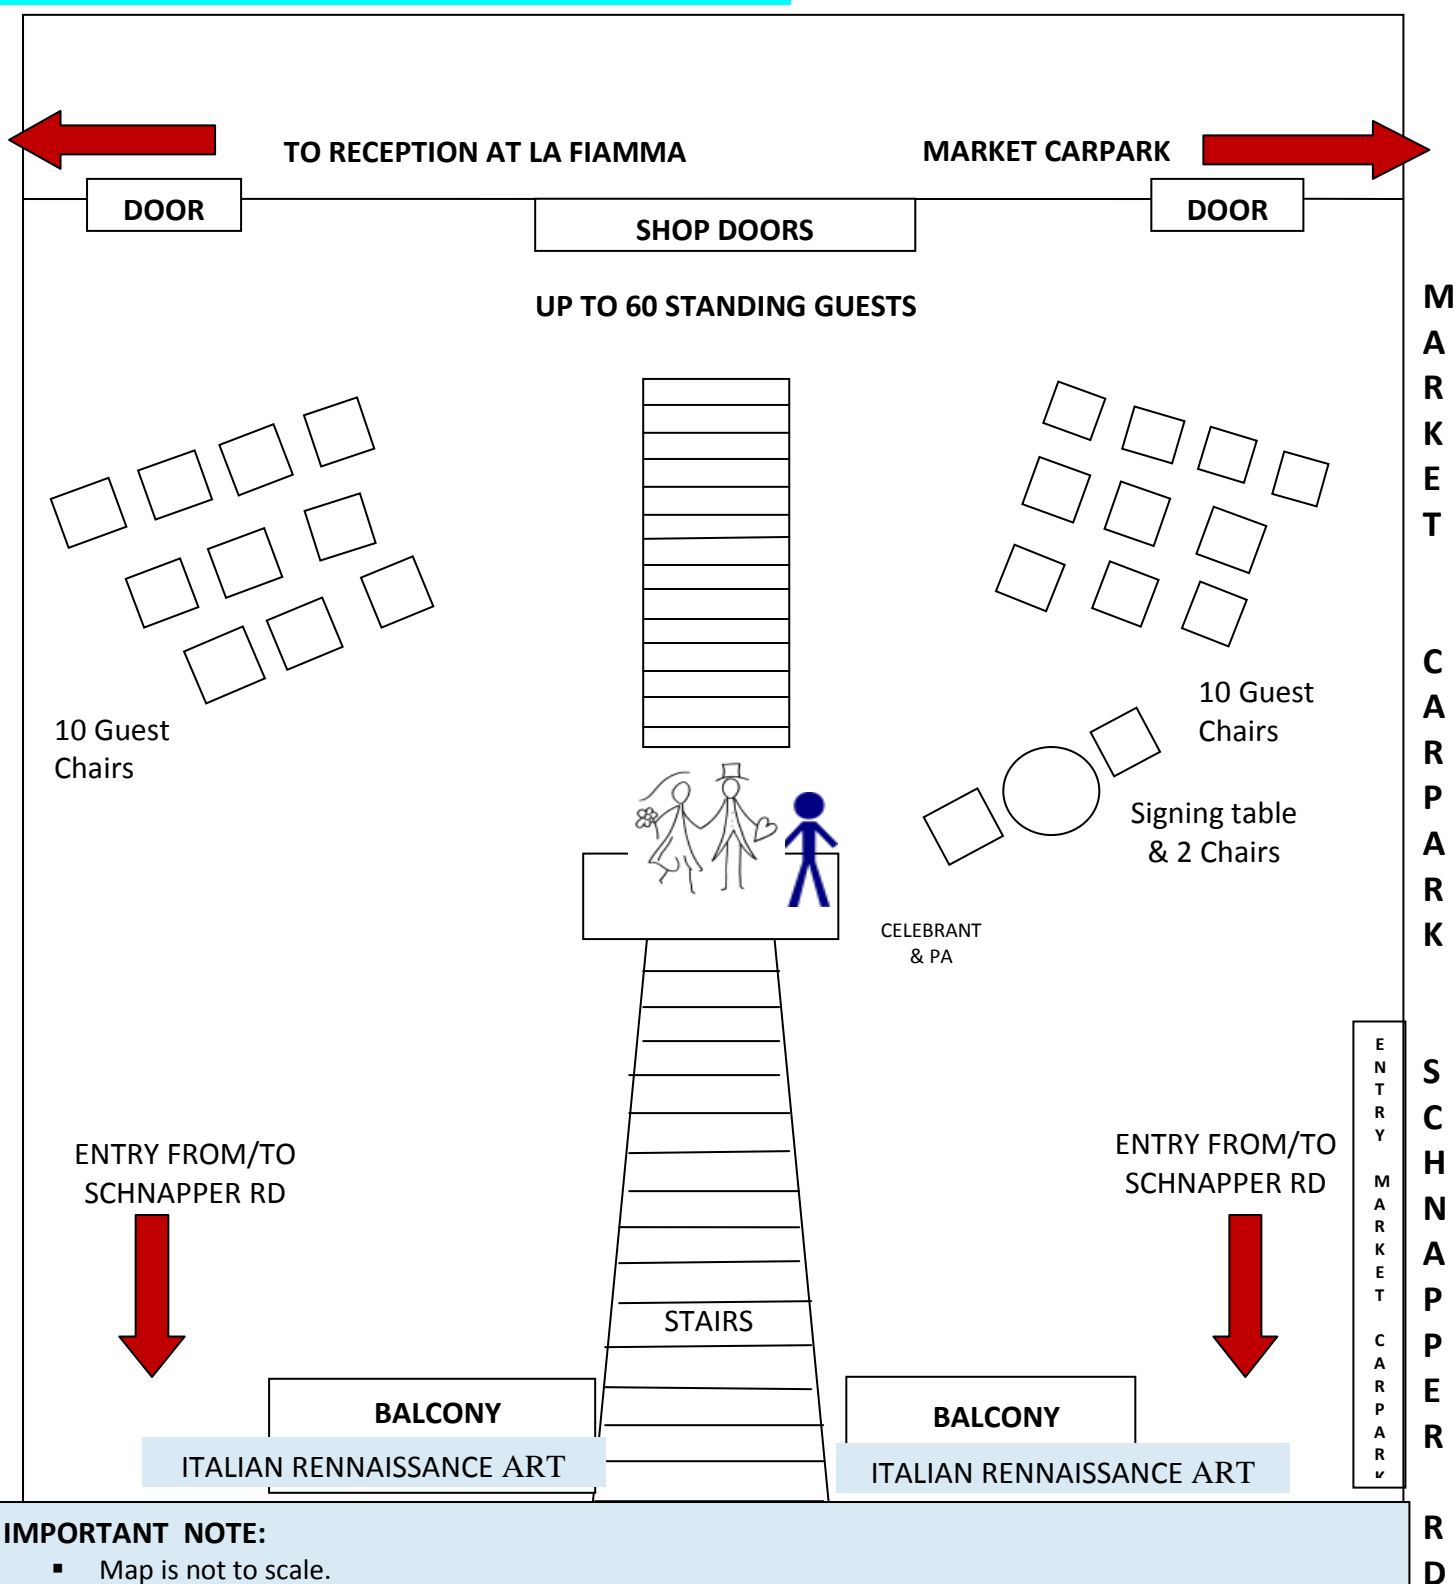 TO RECEPTION AT LA FIAMMA
MARKET CARPARK
DOOR
SHOP DOORS
DOOR
UP TO 60 STANDING GUESTS
10 Guest
Chairs
10 Guest
Chairs
Signing table
& 2 Chairs
CELEBRANT
& PA
ENTRY FROM/TO
SCHNAPPER RD
ENTRY FROM/TO
SCHNAPPER RD
STAIRS
BALCONY
BALCONY
ITALIAN RENNAISSANCE ART
ITALIAN RENNAISSANCE ART
ENTRY MARKET CARPARK
MARKET CARPARK SCHNAPPER RD
IMPORTANT NOTE:
▪ Map is not to scale.